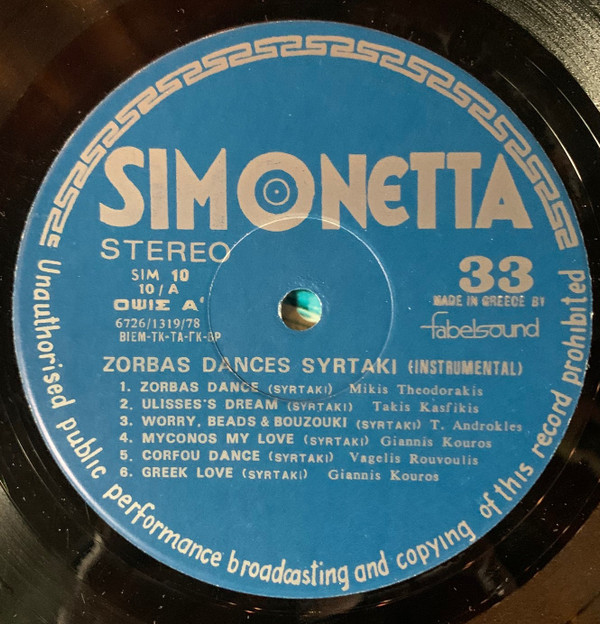 SIMONETTA
STEREO
SIM 10
10/A
ΟΨΙΣ Α'
6726/1319/78
BIEM-TK-TA-ΓK-BP
33
MADE IN GREECE BY
fabelsound
ZORBAS DANCES SYRTAKI (INSTRUMENTAL)
1. ZORBAS DANCE (SYRTAKI) Mikis Theodorakis
2. ULISSES'S DREAM (SYRTAKI) Takis Kasfikis
3. WORRY, BEADS & BOUZOUKI (SYRTAKI) T. Androkles
4. MYCONOS MY LOVE (SYRTAKI) Giannis Kouros
5. CORFOU DANCE (SYRTAKI) Vagelis Rouvoulis
6. GREEK LOVE (SYRTAKI) Giannis Kouros
Unauthorised public performance broadcasting and copying of this record prohibited